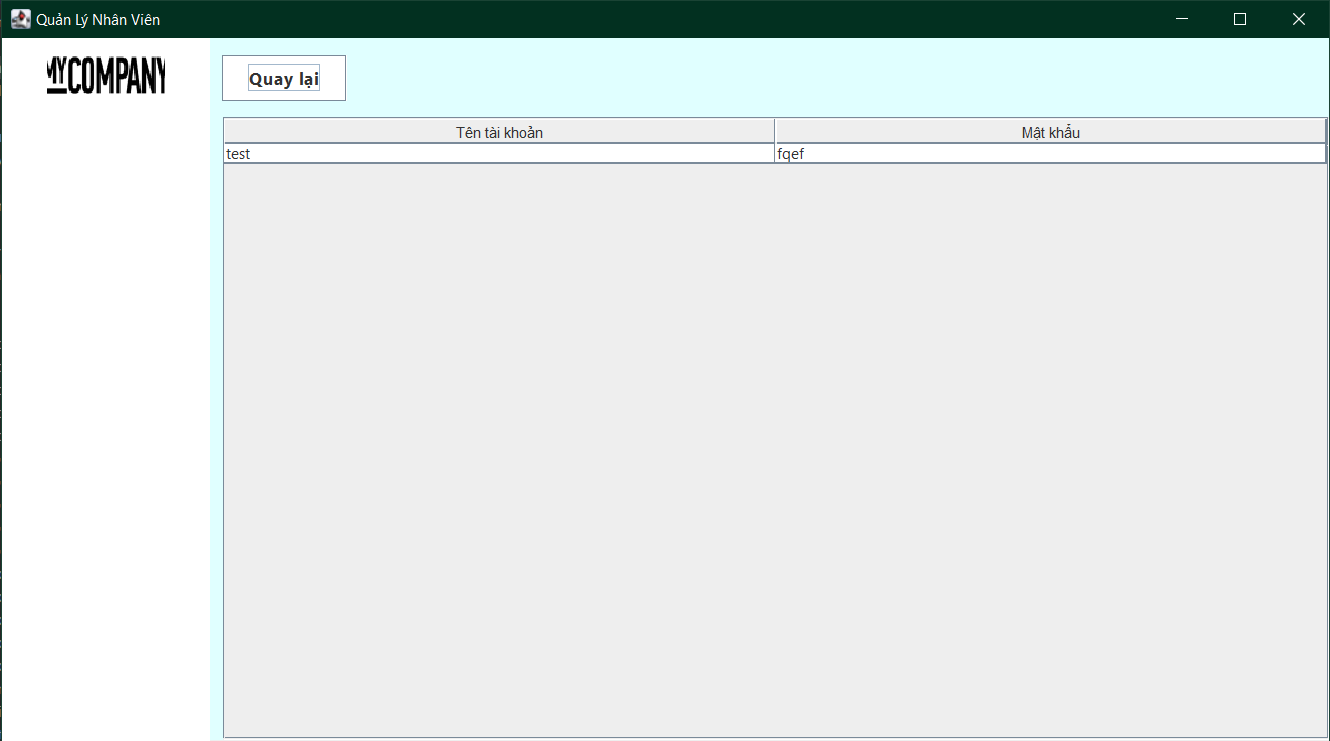 Quản Lý Nhân Viên
MYCOMPANY
Quay lại
Tên tài khoản Mật khẩu
test fqef